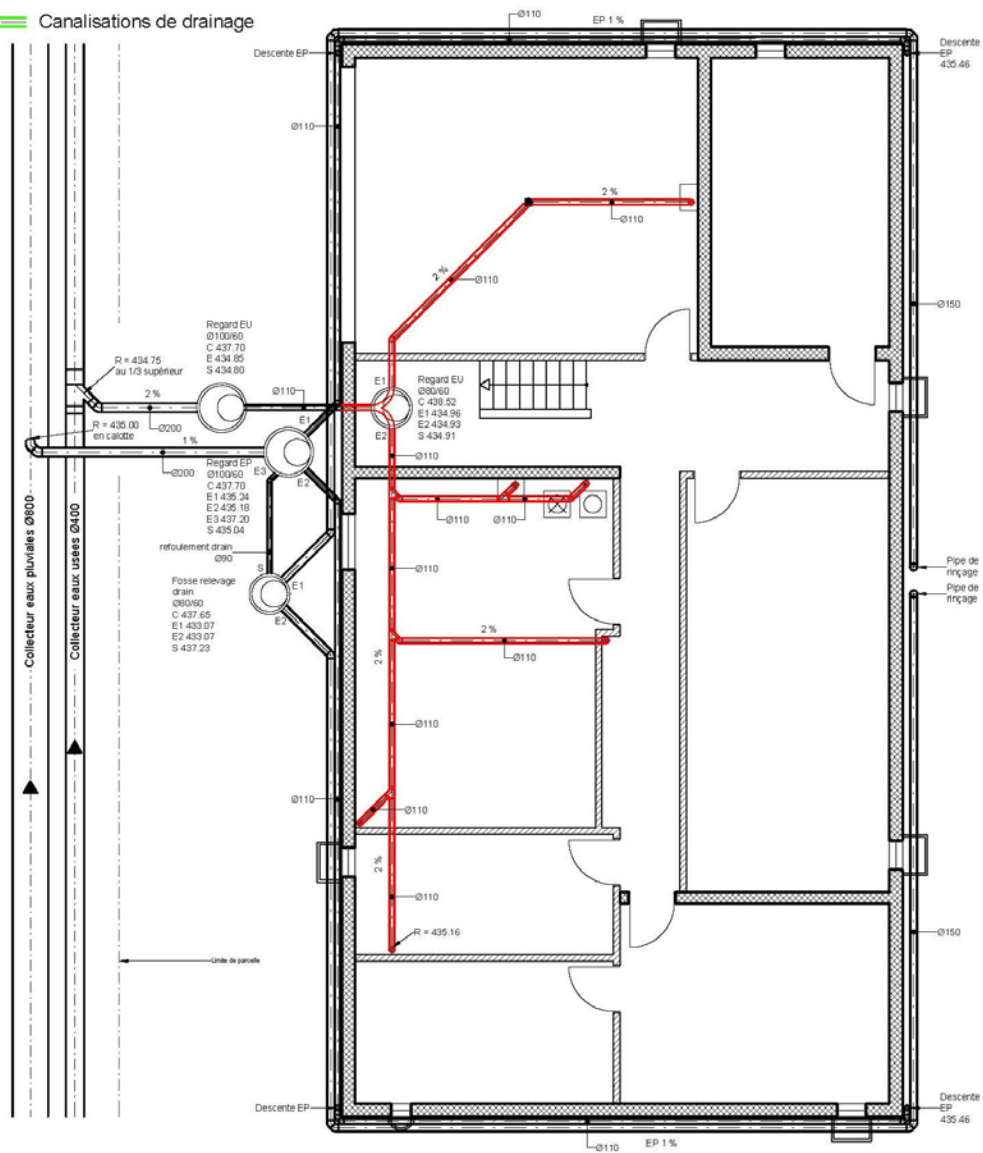 Canalisations de drainage
Ø110
EP 1 %
Descente EP
Descente
EP
435.46
Ø110
2 %
Ø110
2 %
Ø110
Ø150
Regard EU
Ø100/60
C 437.70
E 434.85
S 434.80
R = 434.75
au 1/3 supérieur
2 %
Ø200
Ø110
E1
E1
E2
Regard EU
Ø80/60
C 438.52
E1 434.96
E2 434.93
S 434.91
R = 435.00
en calotte
1 %
Ø200
E3
E2
Ø110
Regard EP
Ø100/60
C 437.70
E1 435.24
E2 435.18
E3 437.20
S 435.04
Ø110
Ø110
refoulement drain
Ø90
S
E1
E2
Ø110
Pipe de
rinçage
Pipe de
rinçage
Fosse relevage
drain
Ø80/60
C 437.65
E1 433.07
E2 433.07
S 437.23
2 %
Ø110
2 %
Ø110
Collecteur eaux pluviales Ø800
Collecteur eaux usées Ø400
Ø110
Ø110
2 %
Ø110
R = 435.16
Ø150
Limite de parcelle
Descente EP
Descente
EP
435.46
Ø110
EP 1 %